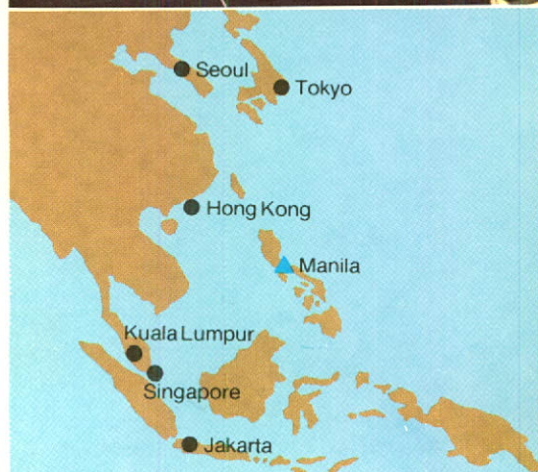 Seoul
Tokyo
Hong Kong
Manila
Kuala Lumpur
Singapore
Jakarta